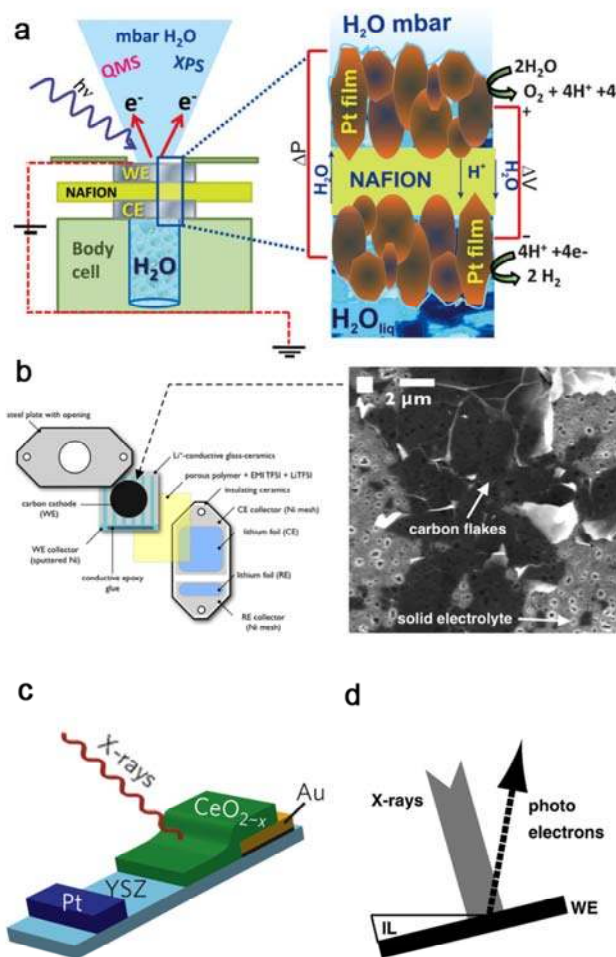 a
mbar H₂O
QMS
XPS
hν
e⁻
e⁻
WE
NAFION
CE
Body
cell
H₂O
H₂O mbar
Pt film
ΔP
H₂O
NAFION
H⁺
H₂O
ΔV
2H₂O
O₂ + 4H⁺ +4
+
−
4H⁺ +4e-
2 H₂
Pt film
H₂Oliq
b
steel plate with opening
Li⁺-conductive glass-ceramics
porous polymer + EMI TFSI + LiTFSI
insulating ceramics
CE collector (Ni mesh)
lithium foil (CE)
carbon cathode
(WE)
WE collector
(sputtered Ni)
conductive epoxy
glue
lithium foil (RE)
RE collector
(Ni mesh)
2 µm
carbon flakes
solid electrolyte
c
X-rays
CeO₂₋ₓ
Au
YSZ
Pt
d
X-rays
photo
electrons
WE
IL